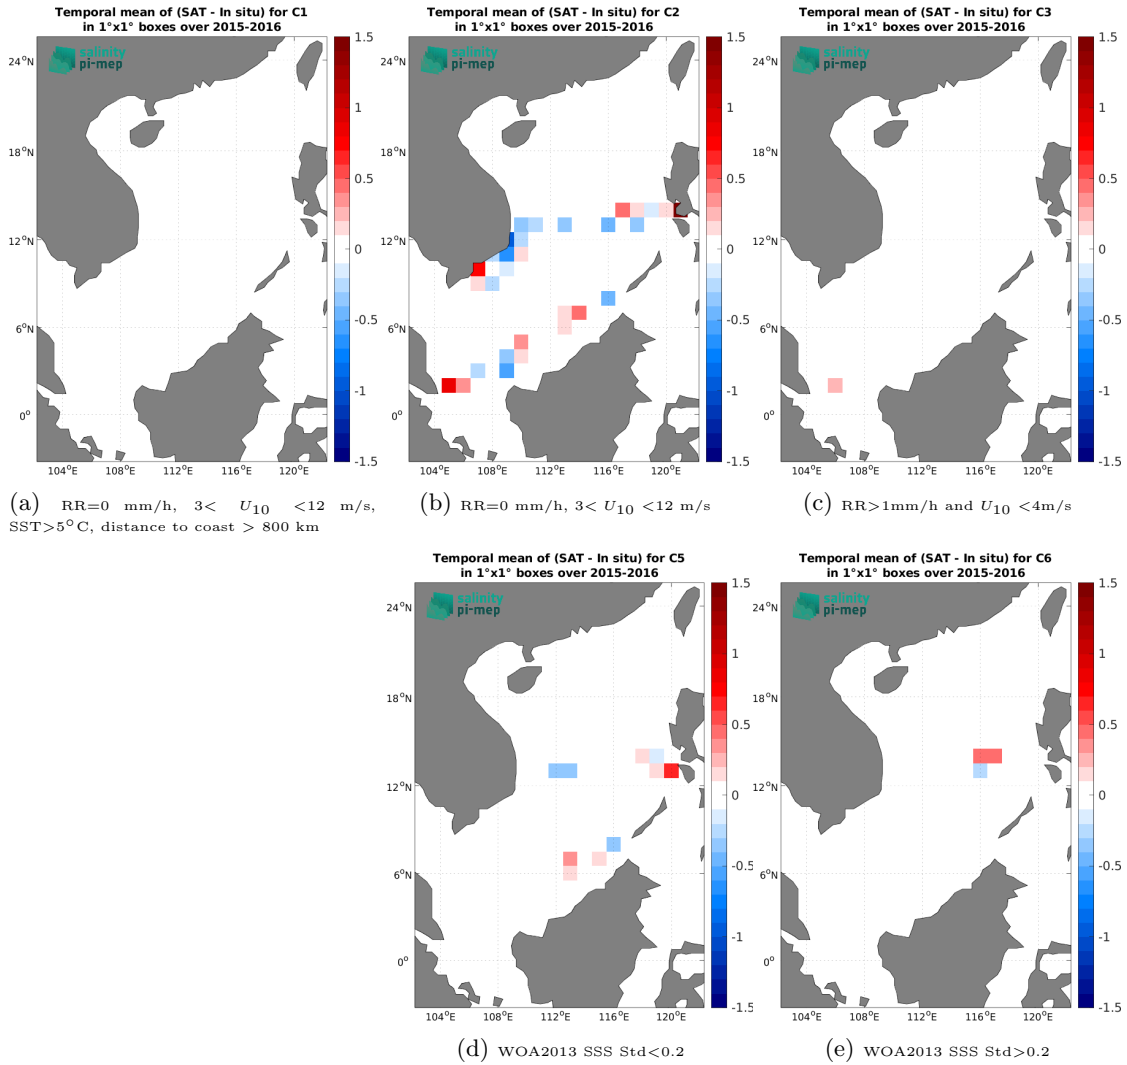 Temporal mean of (SAT - In situ) for C1
in 1°x1° boxes over 2015-2016
salinity
pi-mep
24°N
18°N
12°N
6°N
0°
104°E 108°E 112°E 116°E 120°E
1.5
1
0.5
0
-0.5
-1
-1.5
(a) RR=0 mm/h, 3< U10 <12 m/s,
SST>5°C, distance to coast > 800 km
Temporal mean of (SAT - In situ) for C2
in 1°x1° boxes over 2015-2016
salinity
pi-mep
24°N
18°N
12°N
6°N
0°
104°E 108°E 112°E 116°E 120°E
1.5
1
0.5
0
-0.5
-1
-1.5
(b) RR=0 mm/h, 3< U10 <12 m/s
Temporal mean of (SAT - In situ) for C3
in 1°x1° boxes over 2015-2016
salinity
pi-mep
24°N
18°N
12°N
6°N
0°
104°E 108°E 112°E 116°E 120°E
1.5
1
0.5
0
-0.5
-1
-1.5
(c) RR>1mm/h and U10 <4m/s
Temporal mean of (SAT - In situ) for C5
in 1°x1° boxes over 2015-2016
salinity
pi-mep
24°N
18°N
12°N
6°N
0°
104°E 108°E 112°E 116°E 120°E
1.5
1
0.5
0
-0.5
-1
-1.5
(d) WOA2013 SSS Std<0.2
Temporal mean of (SAT - In situ) for C6
in 1°x1° boxes over 2015-2016
salinity
pi-mep
24°N
18°N
12°N
6°N
0°
104°E 108°E 112°E 116°E 120°E
1.5
1
0.5
0
-0.5
-1
-1.5
(e) WOA2013 SSS Std>0.2